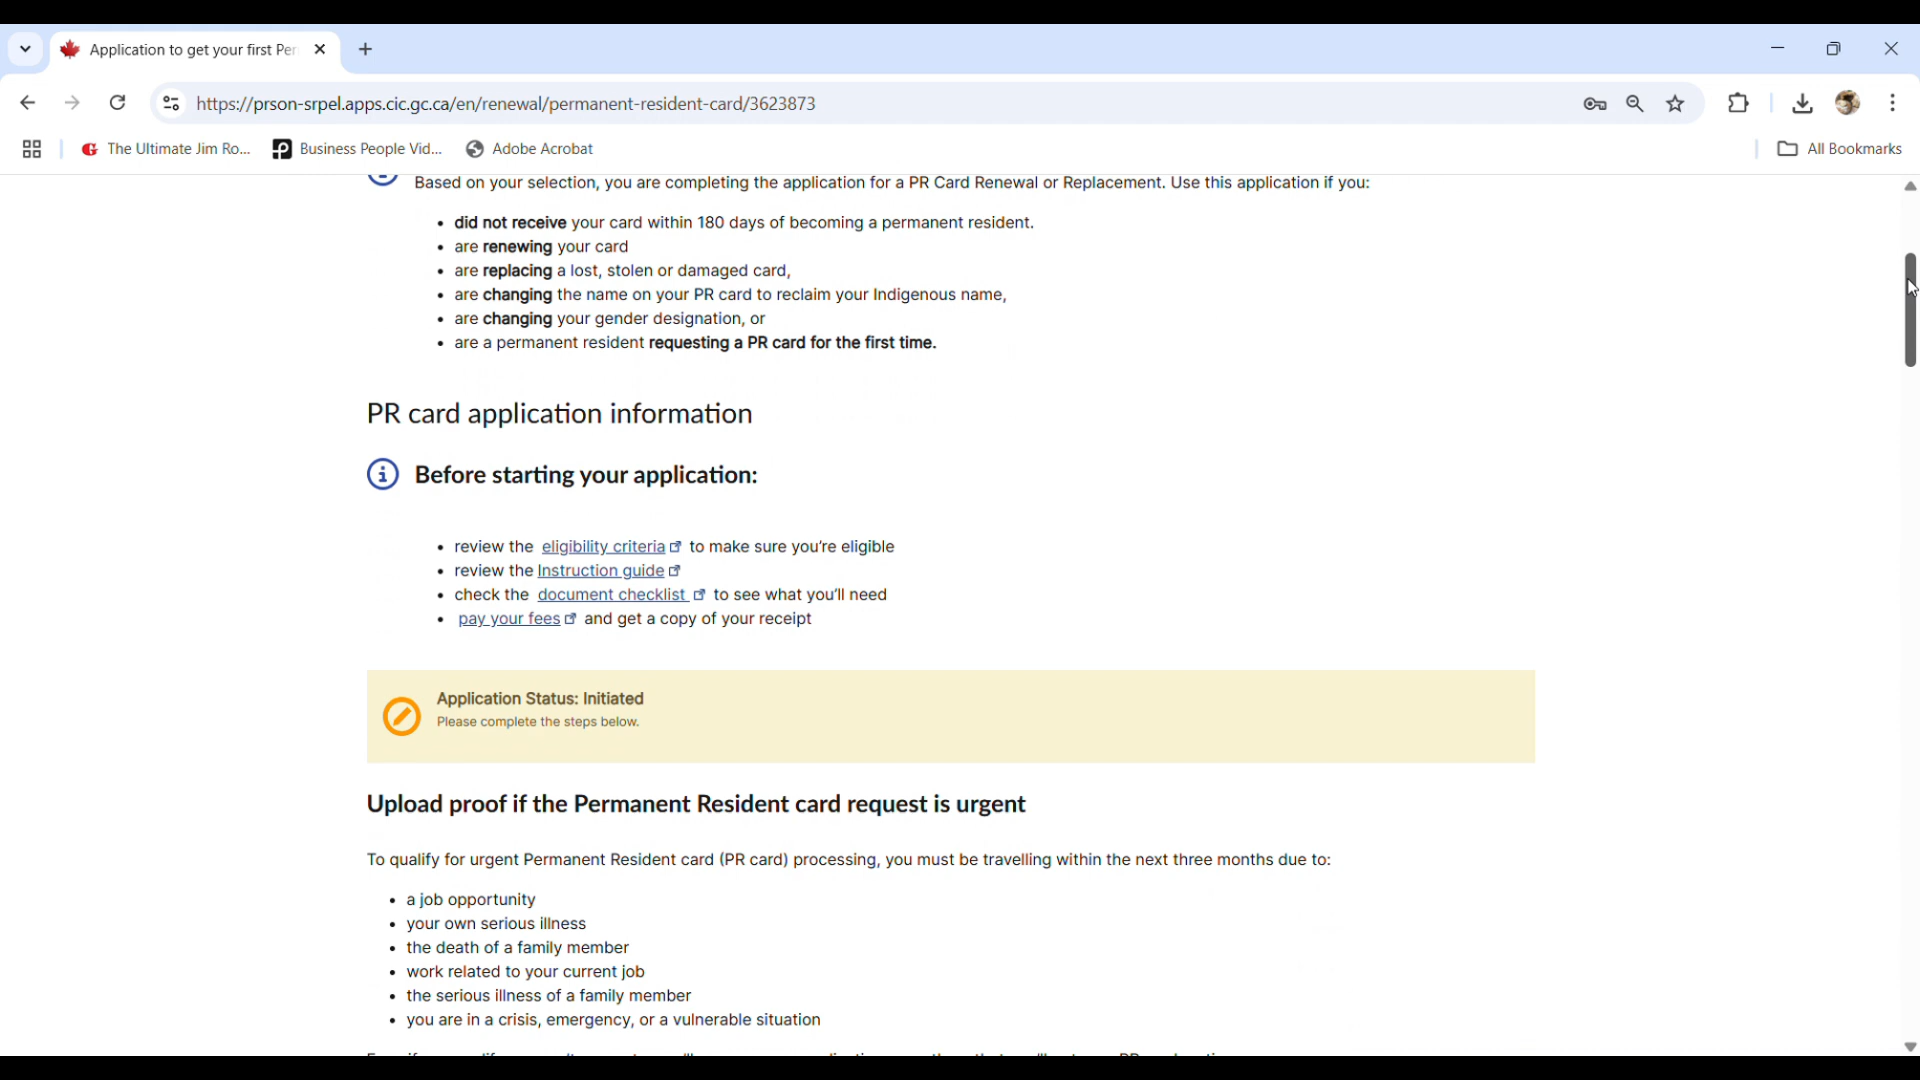 Application to get your first Per
https://prson-srpel.apps.cic.gc.ca/en/renewal/permanent-resident-card/3623873
The Ultimate Jim Ro...
Business People Vid...
Adobe Acrobat
All Bookmarks
Based on your selection, you are completing the application for a PR Card Renewal or Replacement. Use this application if you:
• did not receive your card within 180 days of becoming a permanent resident.
• are renewing your card
• are replacing a lost, stolen or damaged card,
• are changing the name on your PR card to reclaim your Indigenous name,
• are changing your gender designation, or
• are a permanent resident requesting a PR card for the first time.
PR card application information
Before starting your application:
• review the eligibility criteria to make sure you're eligible
• review the Instruction guide
• check the document checklist to see what you'll need
• pay your fees and get a copy of your receipt
Application Status: Initiated
Please complete the steps below.
Upload proof if the Permanent Resident card request is urgent
To qualify for urgent Permanent Resident card (PR card) processing, you must be travelling within the next three months due to:
• a job opportunity
• your own serious illness
• the death of a family member
• work related to your current job
• the serious illness of a family member
• you are in a crisis, emergency, or a vulnerable situation